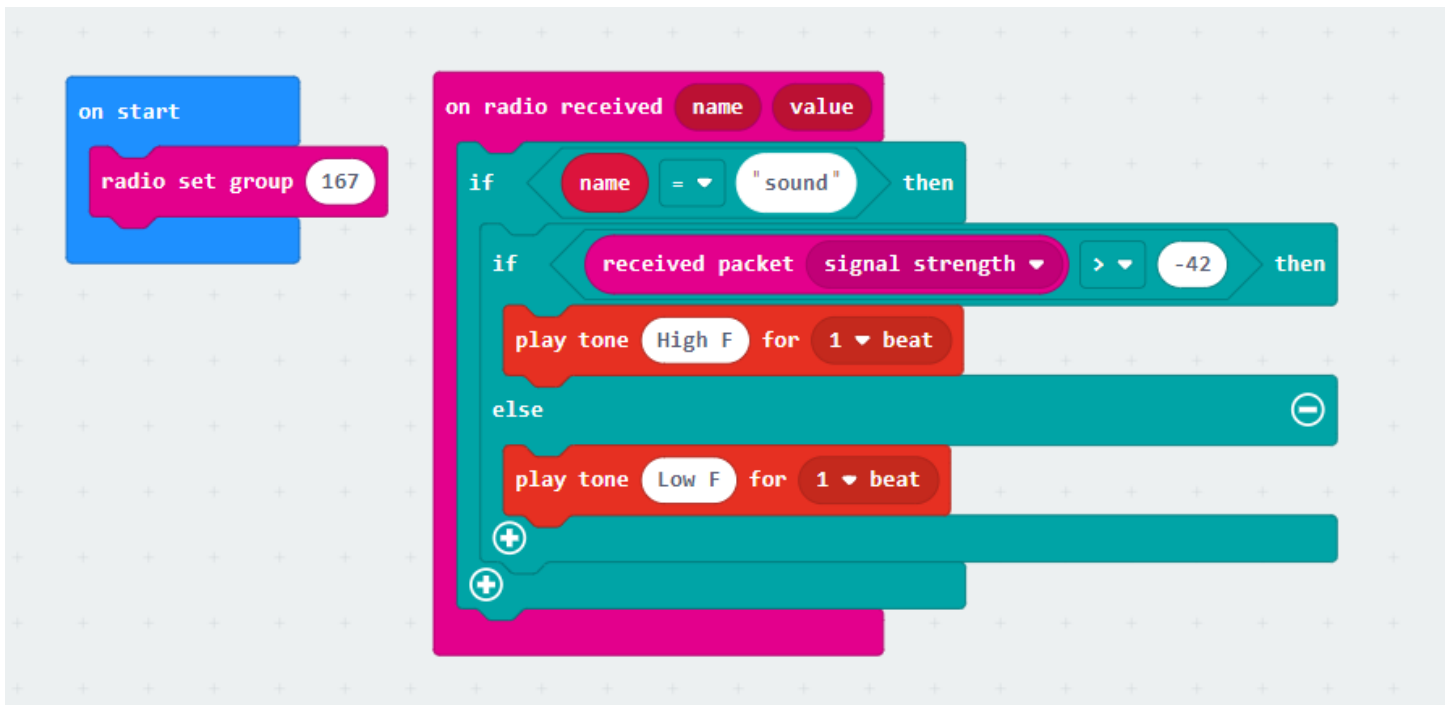 on start
radio set group 167
on radio received name value
if name = "sound" then
if received packet signal strength > -42 then
play tone High F for 1 beat
else
play tone Low F for 1 beat